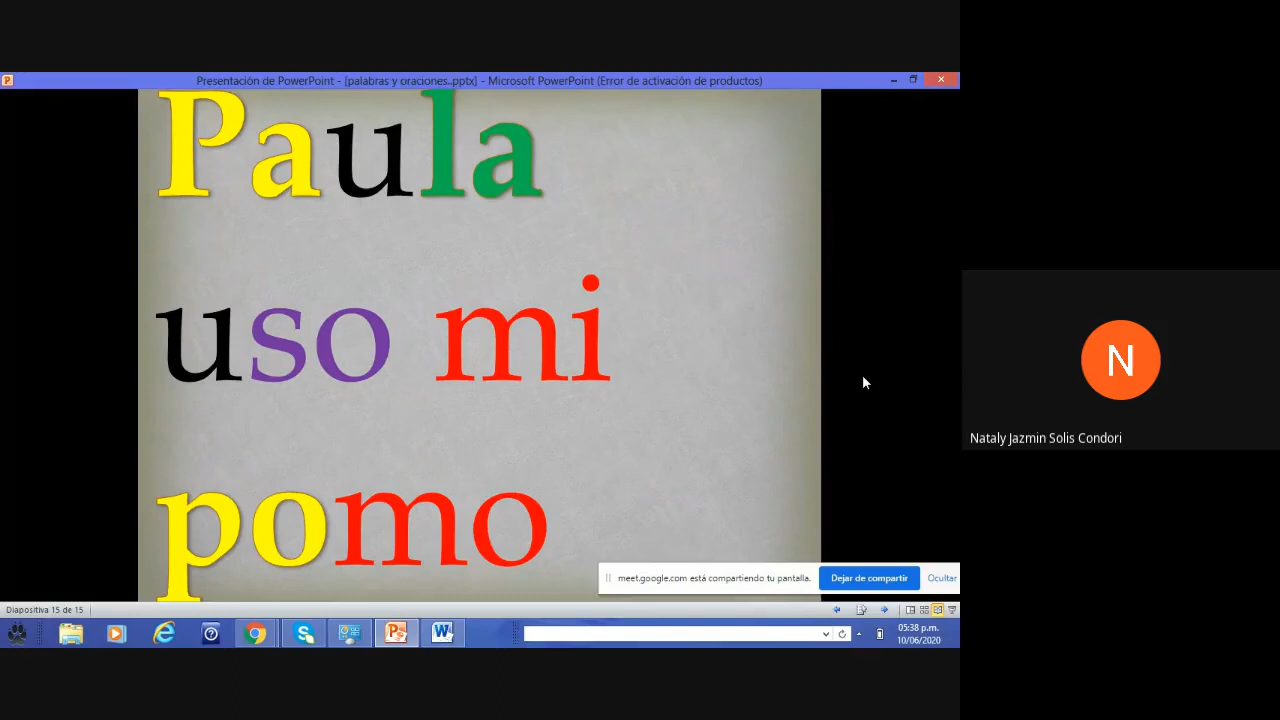 Presentación de PowerPoint - [palabras y oraciones..pptx] - Microsoft PowerPoint (Error de activación de productos)
Paula
uso mi
pomo
N
Nataly Jazmin Solis Condori
meet.google.com está compartiendo tu pantalla.
Dejar de compartir
Ocultar
Diapositiva 15 de 15
05:38 p.m.
10/06/2020